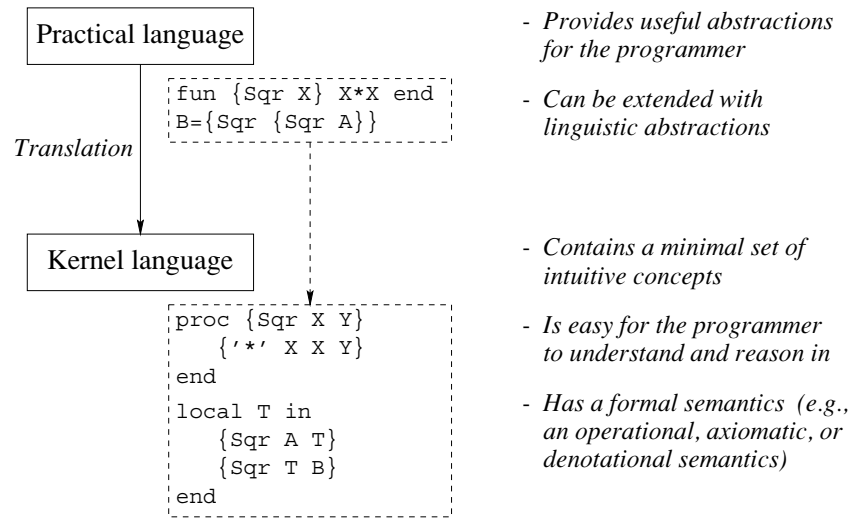 Practical language
- Provides useful abstractions
for the programmer
fun {Sqr X} X*X end
B={Sqr {Sqr A}}
- Can be extended with
linguistic abstractions
Translation
Kernel language
- Contains a minimal set of
intuitive concepts
proc {Sqr X Y}
{'*' X X Y}
end
- Is easy for the programmer
to understand and reason in
local T in
{Sqr A T}
{Sqr T B}
end
- Has a formal semantics (e.g.,
an operational, axiomatic, or
denotational semantics)